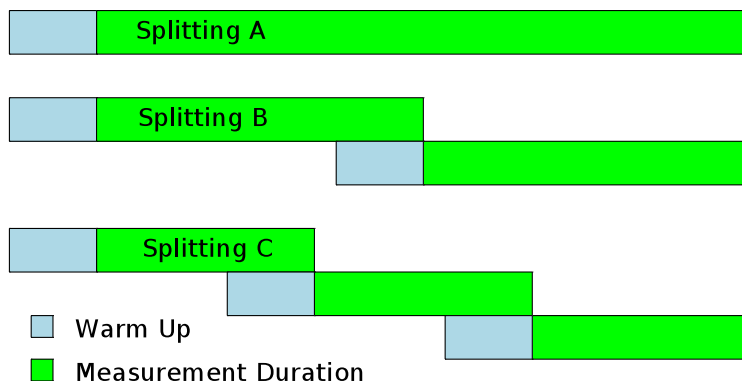 Splitting A
Splitting B
Splitting C
Warm Up
Measurement Duration